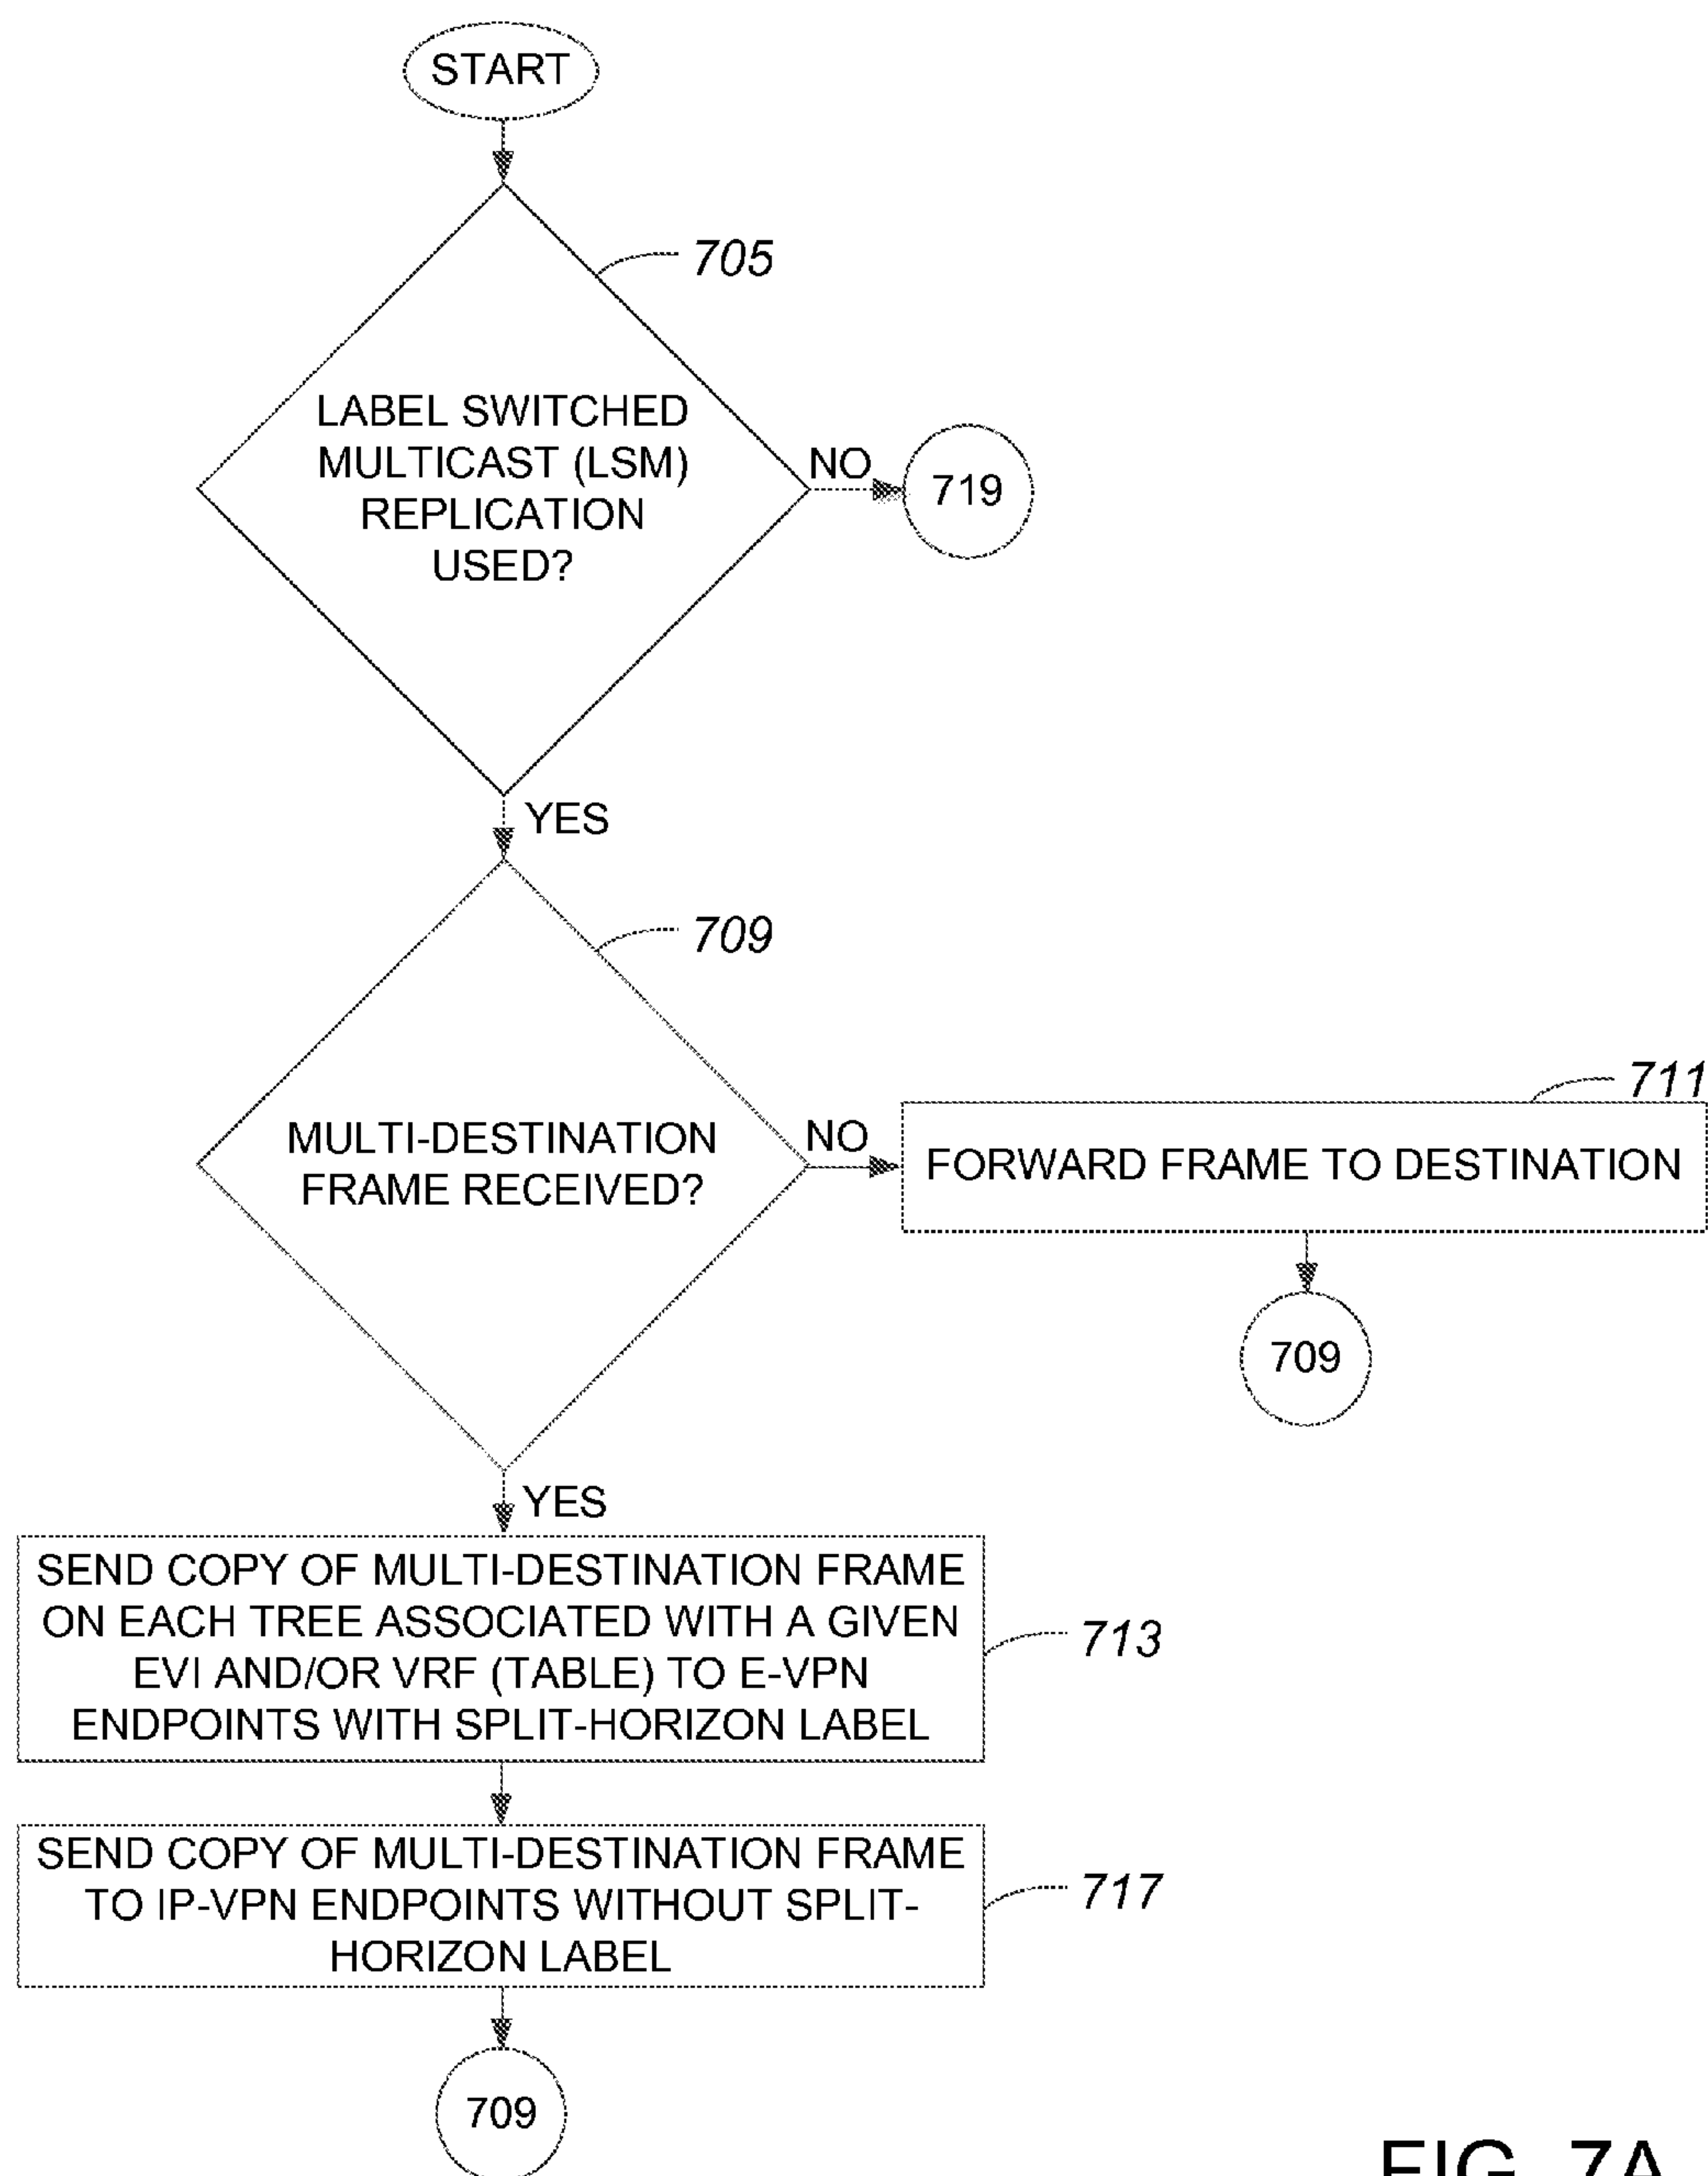 START
705
LABEL SWITCHED
MULTICAST (LSM)
REPLICATION
USED?
NO
719
YES
709
MULTI-DESTINATION
FRAME RECEIVED?
NO
711
FORWARD FRAME TO DESTINATION
709
YES
SEND COPY OF MULTI-DESTINATION FRAME
ON EACH TREE ASSOCIATED WITH A GIVEN
EVI AND/OR VRF (TABLE) TO E-VPN
ENDPOINTS WITH SPLIT-HORIZON LABEL
713
SEND COPY OF MULTI-DESTINATION FRAME
TO IP-VPN ENDPOINTS WITHOUT SPLIT-
HORIZON LABEL
717
709
FIG. 7A